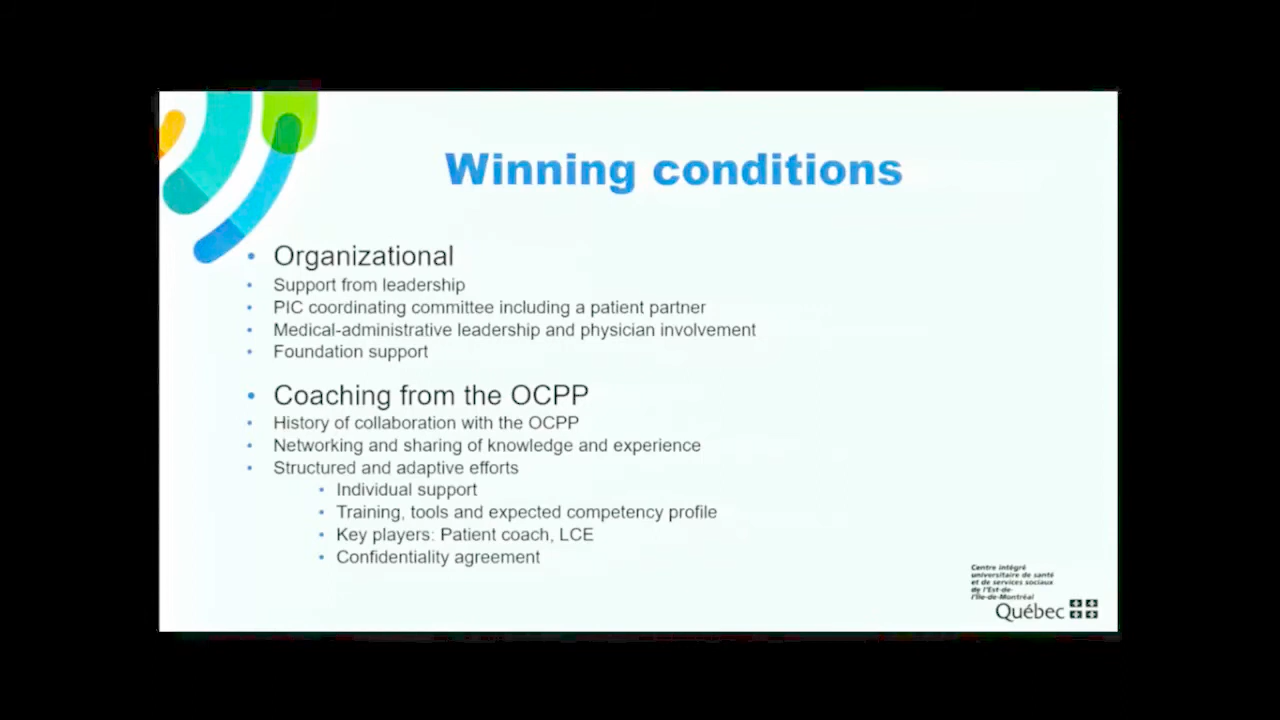 Winning conditions
• Organizational
• Support from leadership
• PIC coordinating committee including a patient partner
• Medical-administrative leadership and physician involvement
• Foundation support
• Coaching from the OCPP
• History of collaboration with the OCPP
• Networking and sharing of knowledge and experience
• Structured and adaptive efforts
• Individual support
• Training, tools and expected competency profile
• Key players: Patient coach, LCE
• Confidentiality agreement
Centre intégré
universitaire de santé
et de services sociaux
de l'Est-de-
l'Île-de-Montréal
Québec